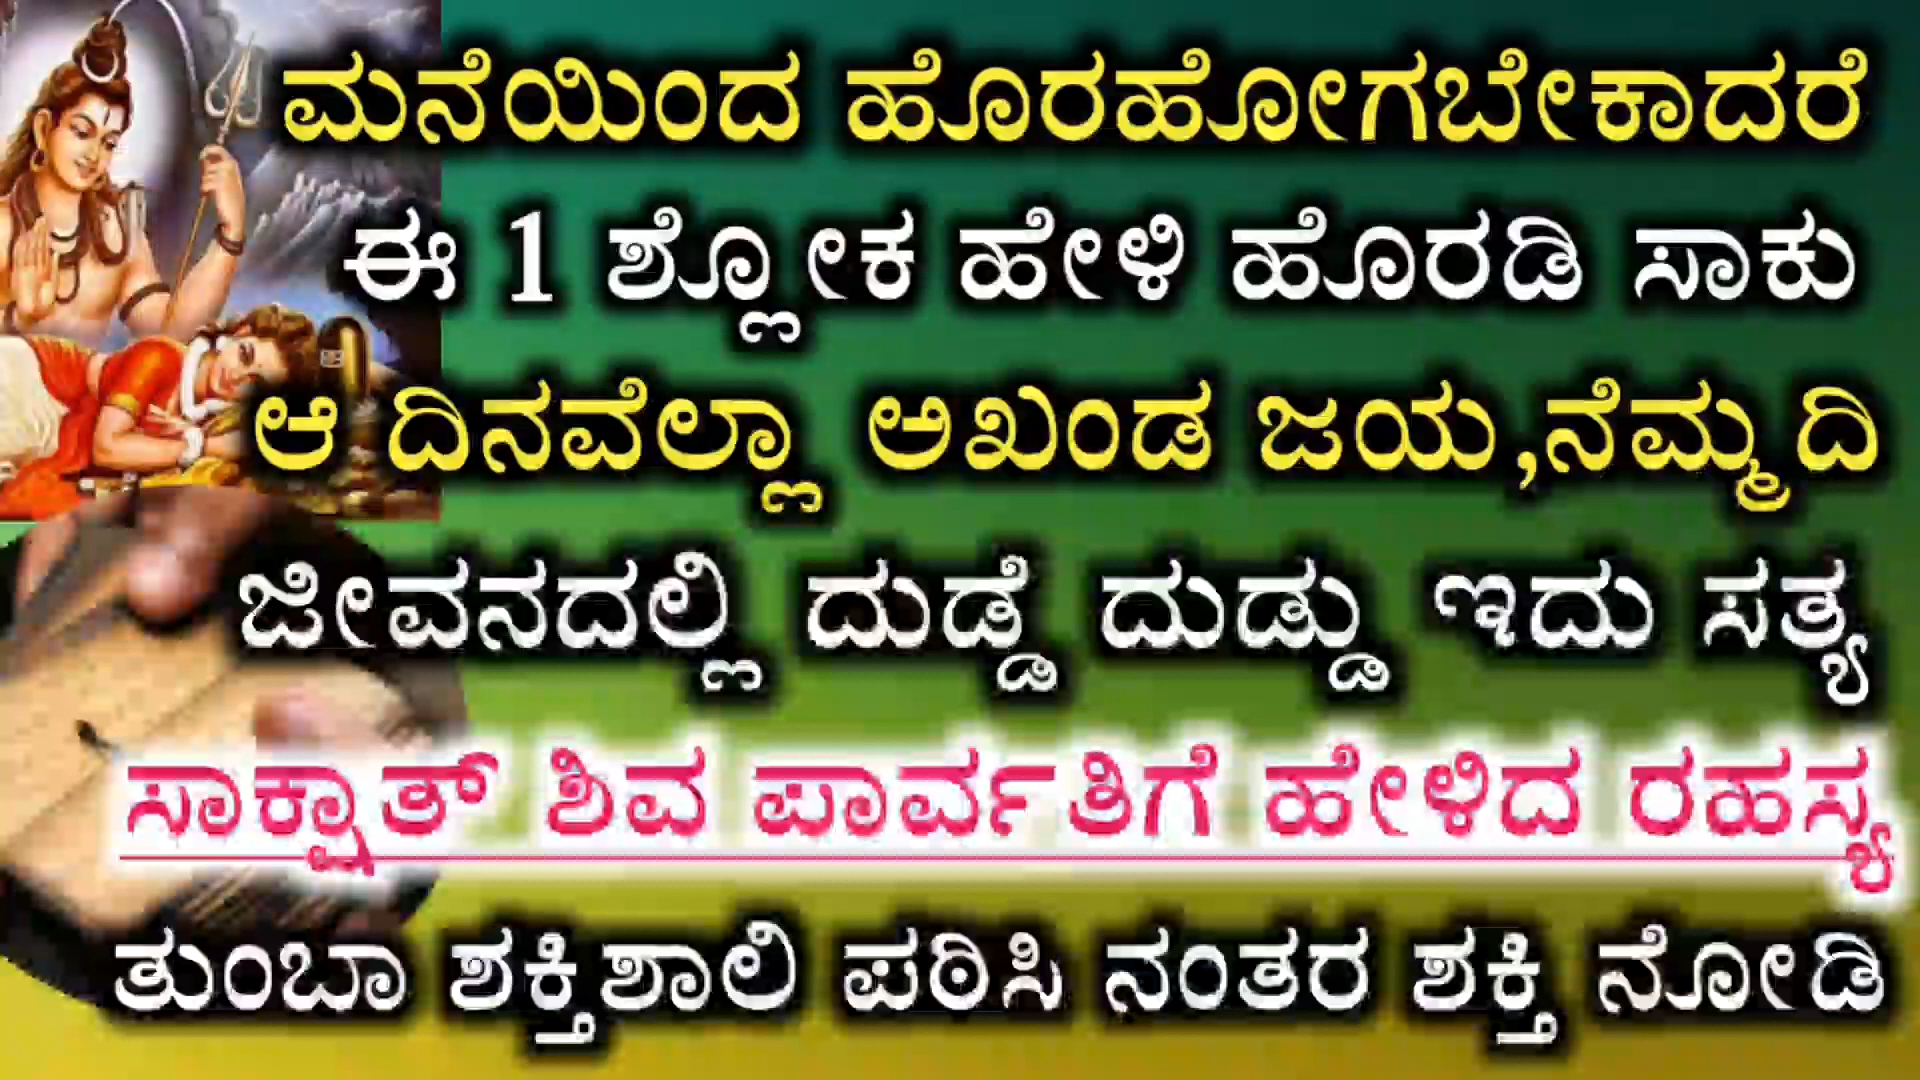 ಮನೆಯಿಂದ ಹೊರಹೋಗಬೇಕಾದರೆ
ಈ 1 ಶ್ಲೋಕ ಹೇಳಿ ಹೊರಡಿ ಸಾಕು
ಆ ದಿನವೆಲ್ಲಾ ಅಖಂಡ ಜಯ,ನೆಮ್ಮದಿ
ಜೀವನದಲ್ಲಿ ದುಡ್ಡೆ ದುಡ್ಡು ಇದು ಸತ್ಯ
ಸಾಕ್ಷಾತ್ ಶಿವ ಪಾರ್ವತಿಗೆ ಹೇಳಿದ ರಹಸ್ಯ
ತುಂಬಾ ಶಕ್ತಿಶಾಲಿ ಪಠಿಸಿ ನಂತರ ಶಕ್ತಿ ನೋಡಿ